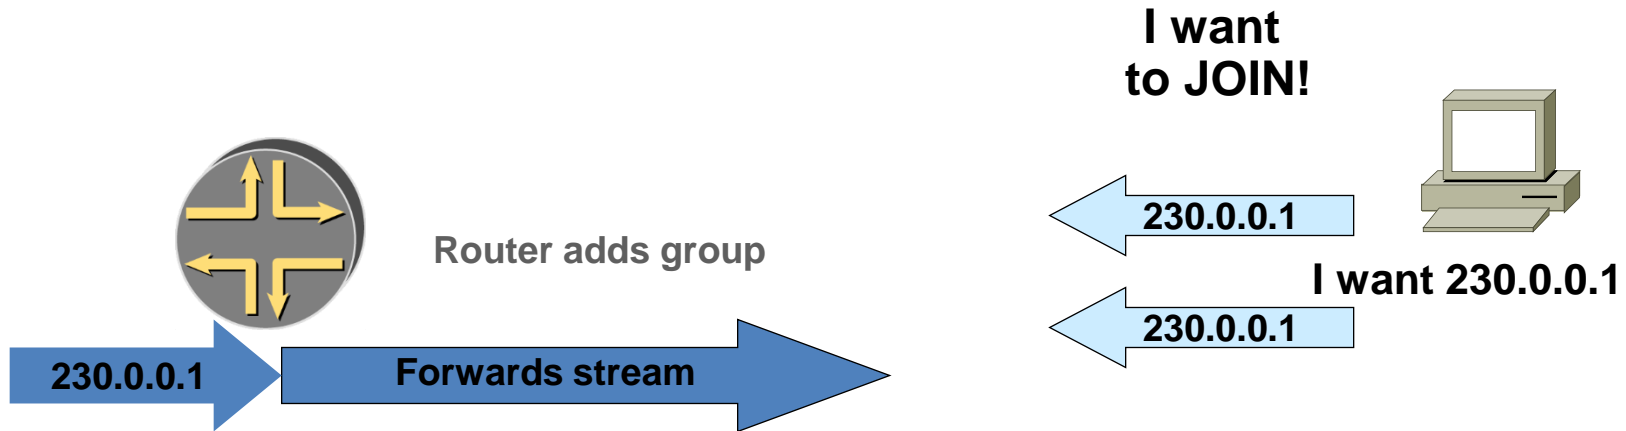 I want
to JOIN!
230.0.0.1
Router adds group
I want 230.0.0.1
230.0.0.1
230.0.0.1
Forwards stream